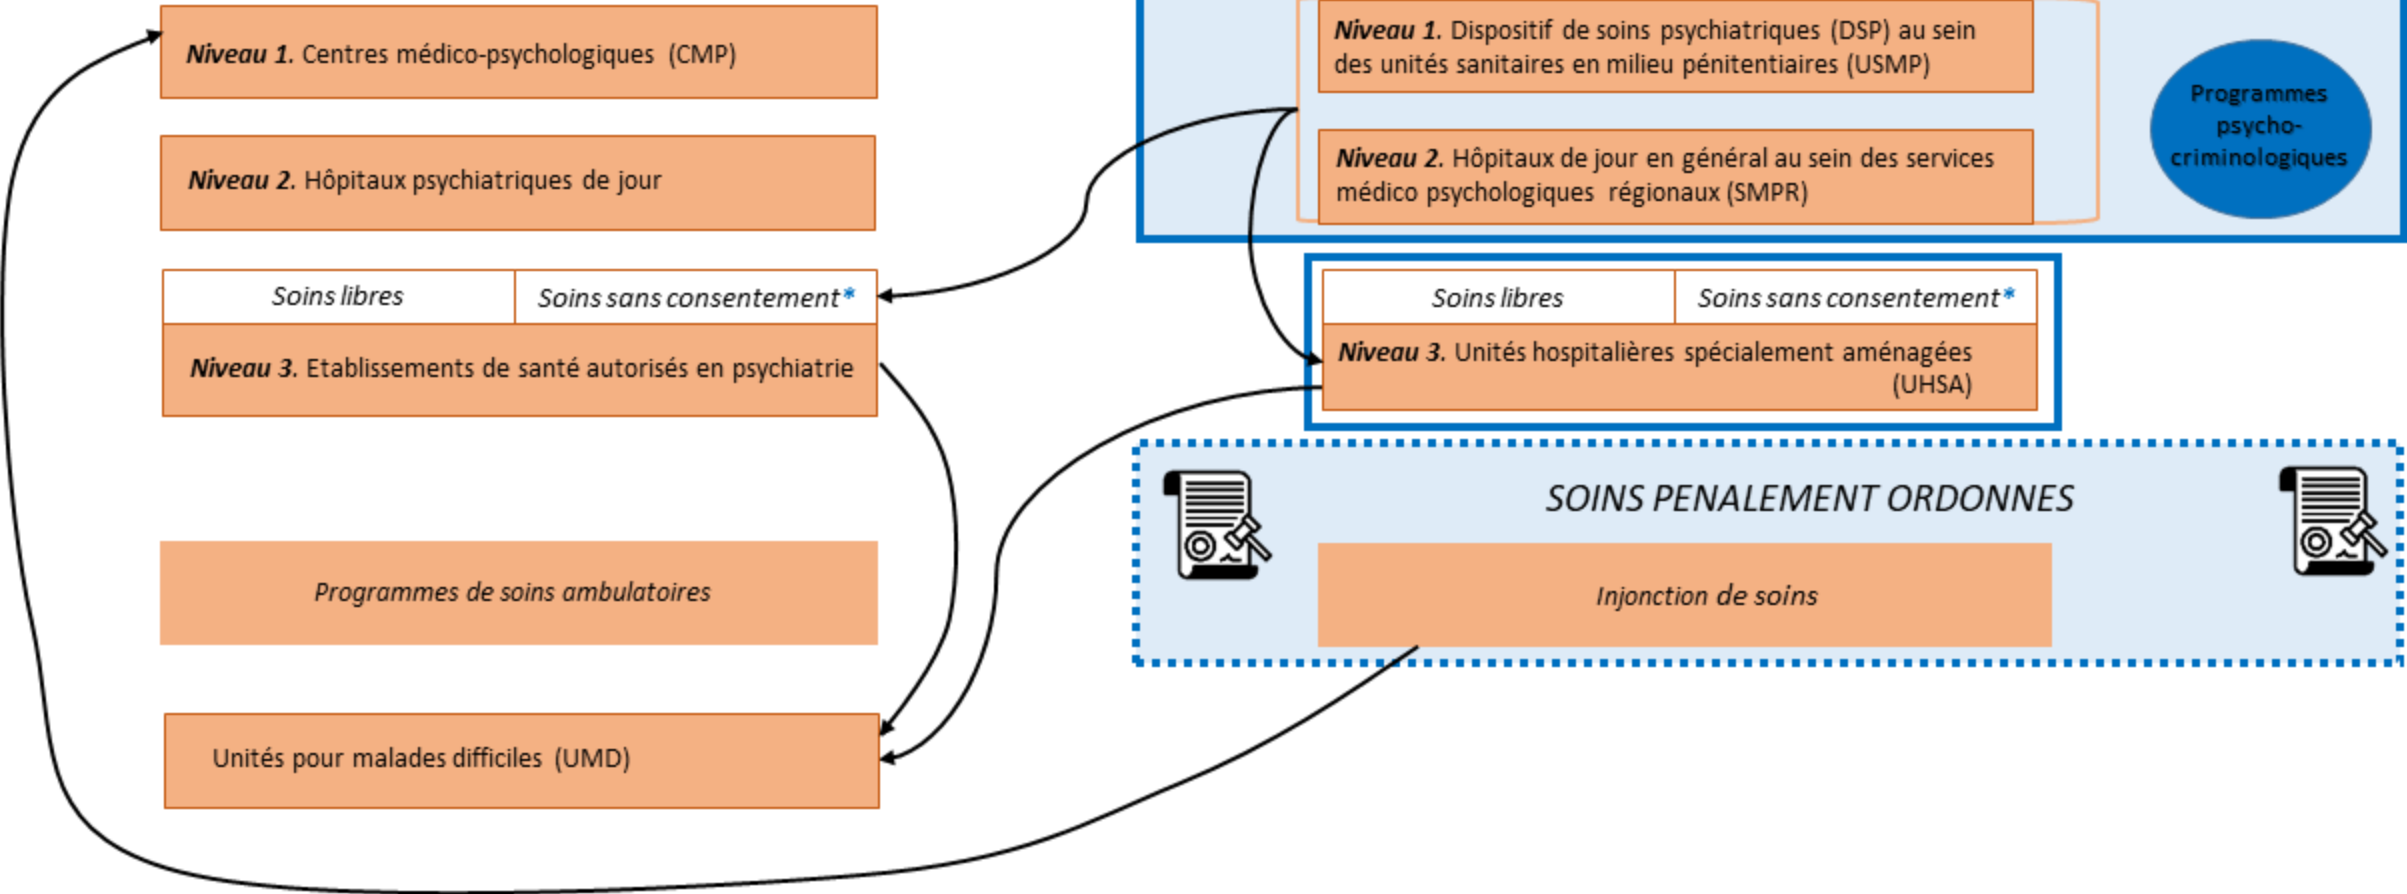 Niveau 1. Centres médico-psychologiques (CMP)
Niveau 2. Hôpitaux psychiatriques de jour
Soins libres
Soins sans consentement*
Niveau 3. Etablissements de santé autorisés en psychiatrie
Programmes de soins ambulatoires
Unités pour malades difficiles (UMD)
Niveau 1. Dispositif de soins psychiatriques (DSP) au sein
des unités sanitaires en milieu pénitentiaires (USMP)
Niveau 2. Hôpitaux de jour en général au sein des services
médico psychologiques régionaux (SMPR)
Programmes
psycho-
criminologiques
Soins libres
Soins sans consentement*
Niveau 3. Unités hospitalières spécialement aménagées
(UHSA)
SOINS PENALEMENT ORDONNES
Injonction de soins